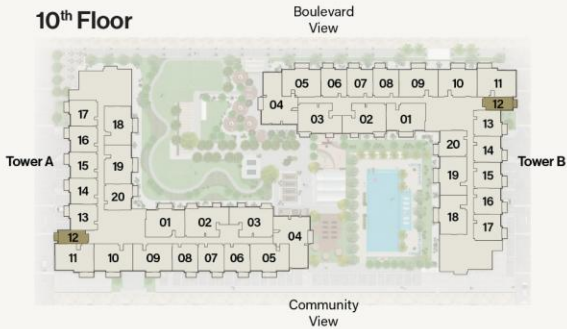 10th Floor
Boulevard
View
05 06 07 08 09 10 11
04 12
03 02 01 13
17
18
16 20 14
Tower A 15 19 19 15 Tower B
14 20 18 16
13 17
01 02 03
12 04
11 10 09 08 07 06 05
Community
View